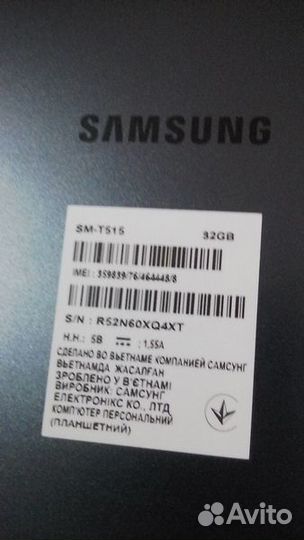 SAMSUNG
SM-T515 32GB
IMEI : 359839/76/464448/8
S/N : R52N60XQ4XT
H.H: 5B 1,55A
СДЕЛАНО ВО ВЬЕТНАМЕ КОМПАНИЕЙ САМСУНГ
ВЬЕТНАМДА ЖАСАЛҒАН
ЗРОБЛЕНО У В'ЄТНАМІ
ВИРОБНИК: САМСУНГ
ЕЛЕКТРОНІКС КО., ЛТД
КОМП'ЮТЕР ПЕРСОНАЛЬНИЙ
(ПЛАНШЕТНИЙ)
Avito